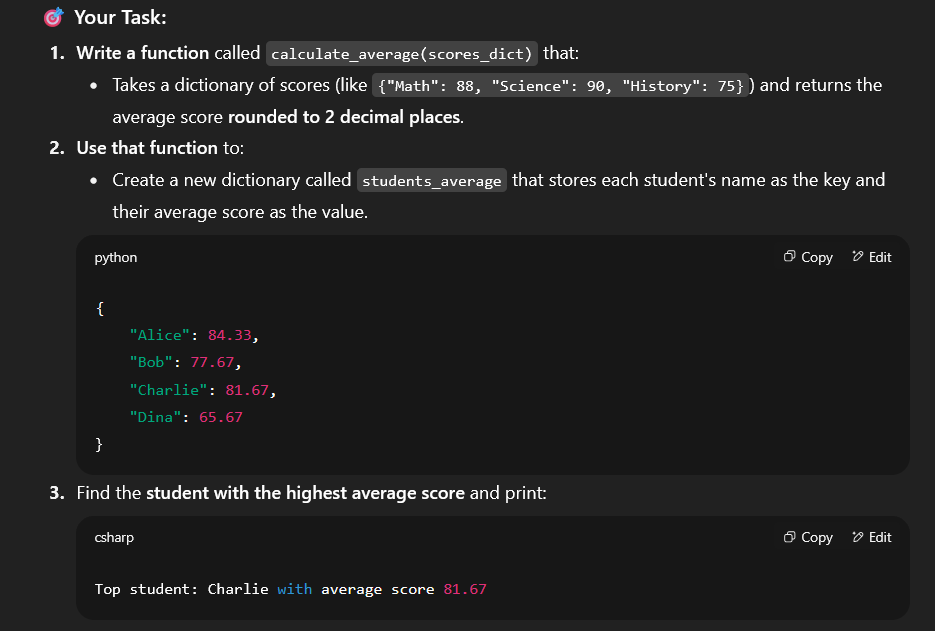 🎯 Your Task:
1. Write a function called calculate_average(scores_dict) that:
• Takes a dictionary of scores (like {"Math": 88, "Science": 90, "History": 75}) and returns the
average score rounded to 2 decimal places.
2. Use that function to:
• Create a new dictionary called students_average that stores each student's name as the key and
their average score as the value.
python Copy Edit
{
    "Alice": 84.33,
    "Bob": 77.67,
    "Charlie": 81.67,
    "Dina": 65.67
}
3. Find the student with the highest average score and print:
csharp Copy Edit
Top student: Charlie with average score 81.67